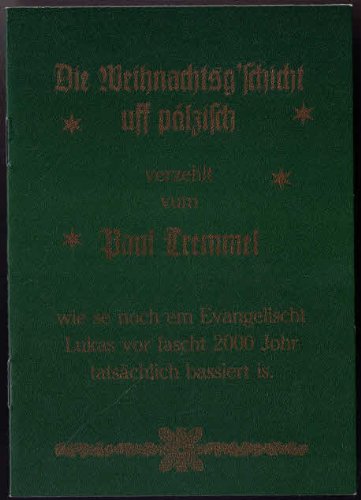 Die Weihnachtsg'schicht
uff pälzisch
verzehlt
vum
Paul Tremmel
wie se noch em Evangelischt
Lukas vor fascht 2000 Johr
tatsächlich bassiert is.